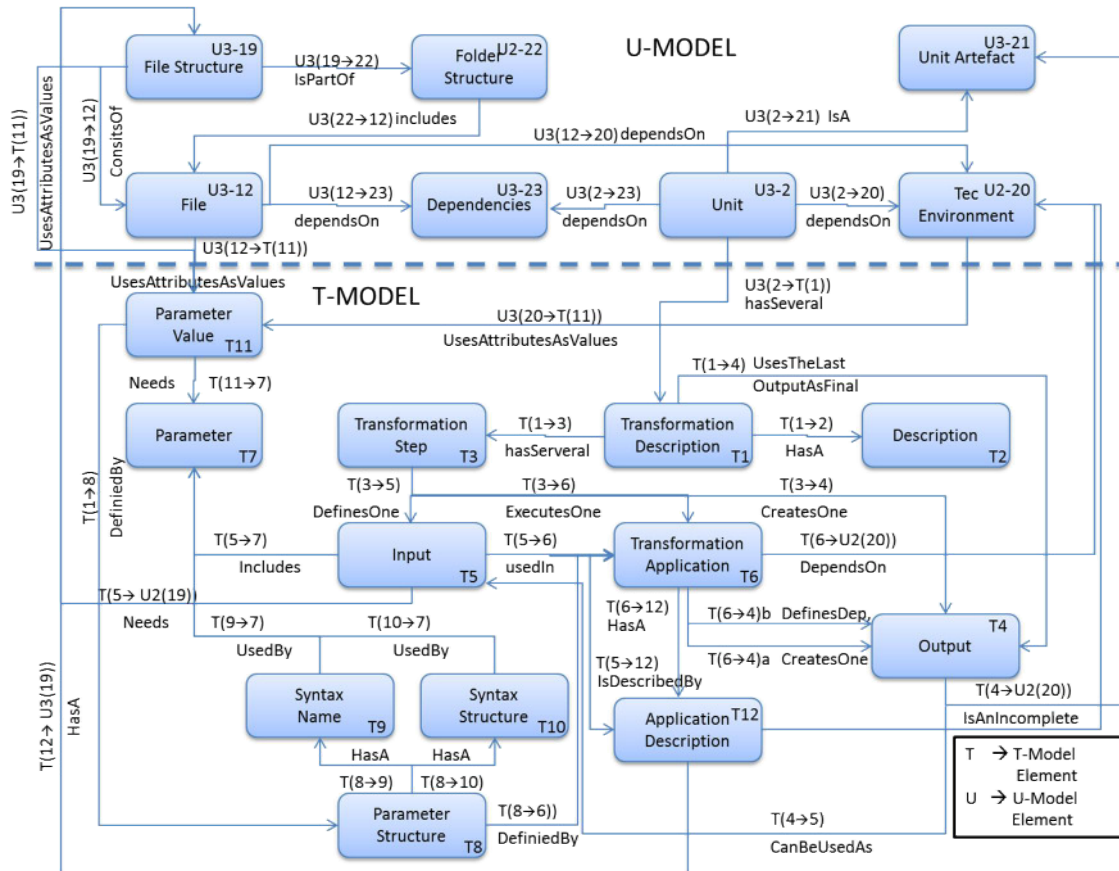 U3-19
File Structure
U3(19→22)
IsPartOf
U2-22
Folder
Structure
U-MODEL
U3-21
Unit Artefact
U3(19→T(11))
UsesAttributesAsValues
U3(19→12)
ConsitsOf
U3(22→12) includes
U3(12→20) dependsOn
U3(2→21) IsA
U3-12
File
U3(12→23)
dependsOn
U3-23
Dependencies
U3(2→23)
dependsOn
U3-2
Unit
U3(2→20)
dependsOn
U2-20
Tec
Environment
U3(12→T(11))
UsesAttributesAsValues
T-MODEL
U3(2→T(1))
hasSeveral
Parameter
Value
T11
U3(20→T(11))
UsesAttributesAsValues
Needs
T(11→7)
T(1→4)
UsesTheLast
OutputAsFinal
Parameter
T7
Transformation
Step
T3
T(1→3)
hasServeral
Transformation
Description
T1
T(1→2)
HasA
Description
T2
T(1→8)
DefiniedBy
T(3→5)
DefinesOne
T(3→6)
ExecutesOne
T(3→4)
CreatesOne
T(5→7)
Includes
Input
T5
T(5→6)
usedIn
Transformation
Application
T6
T(6→U2(20))
DependsOn
T(5→ U2(19))
Needs
T(9→7)
UsedBy
T(10→7)
UsedBy
T(6→12)
HasA
T(6→4)b
DefinesDep,
T(6→4)a
CreatesOne
T4
Output
T(5→12)
IsDescribedBy
T(12→ U3(19))
HasA
Syntax
Name
T9
Syntax
Structure
T10
Application
Description
T12
T(4→U2(20))
IsAnIncomplete
HasA
HasA
T(8→9)
T(8→10)
Parameter
Structure
T8
T(8→6))
DefiniedBy
T(4→5)
CanBeUsedAs
T → T-Model
Element
U → U-Model
Element